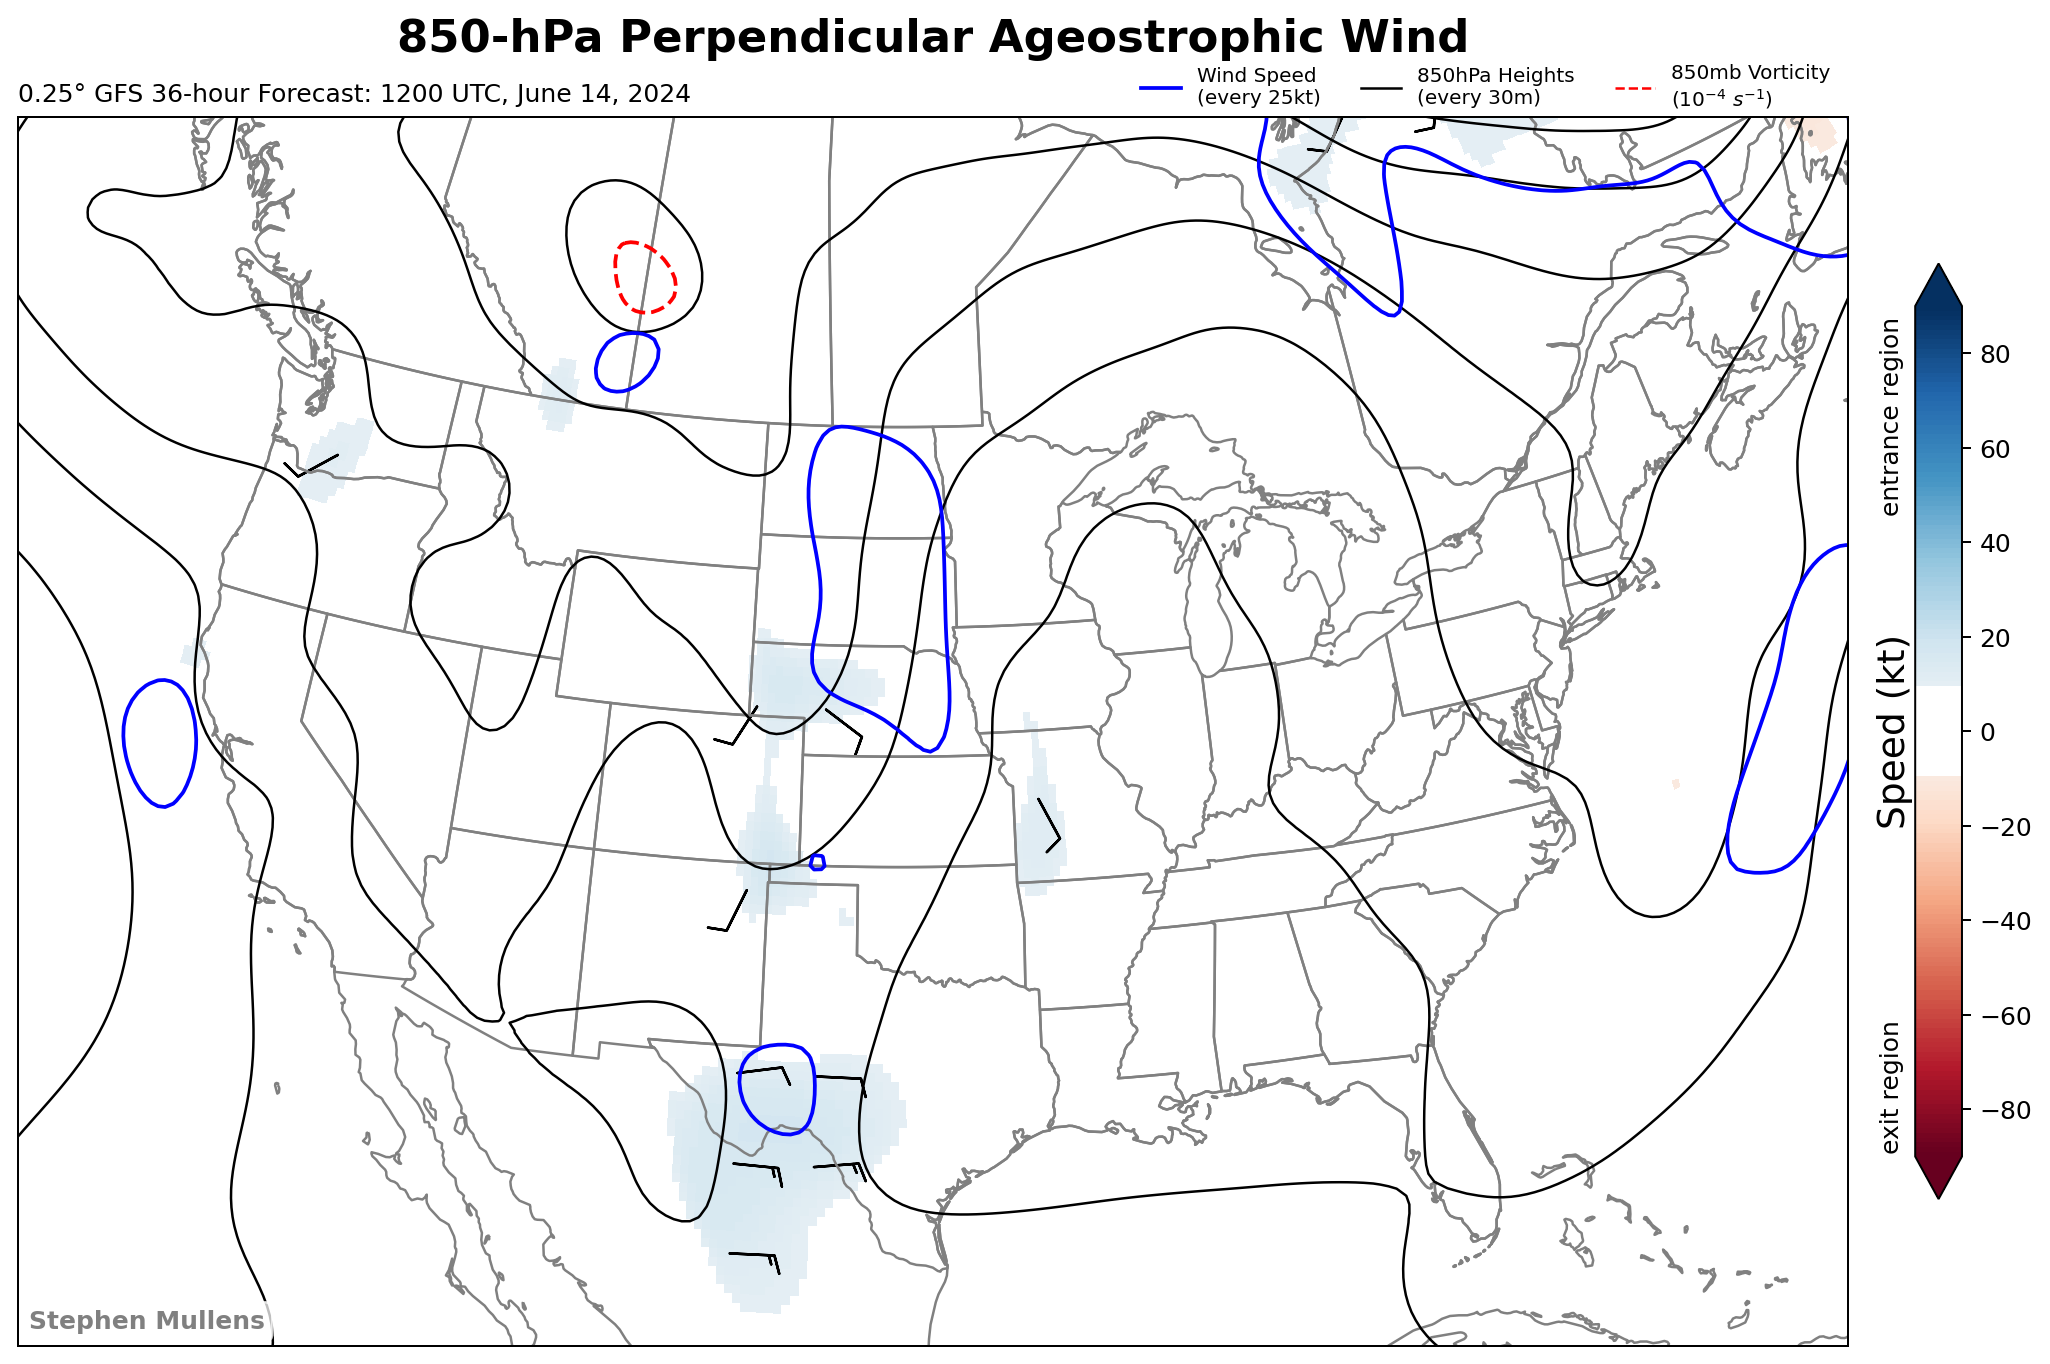 850-hPa Perpendicular Ageostrophic Wind
0.25° GFS 36-hour Forecast: 1200 UTC, June 14, 2024
Wind Speed
(every 25kt)
850hPa Heights
(every 30m)
850mb Vorticity
(10⁻⁴ s⁻¹)
entrance region
Speed (kt)
exit region
80
60
40
20
0
−20
−40
−60
−80
Stephen Mullens